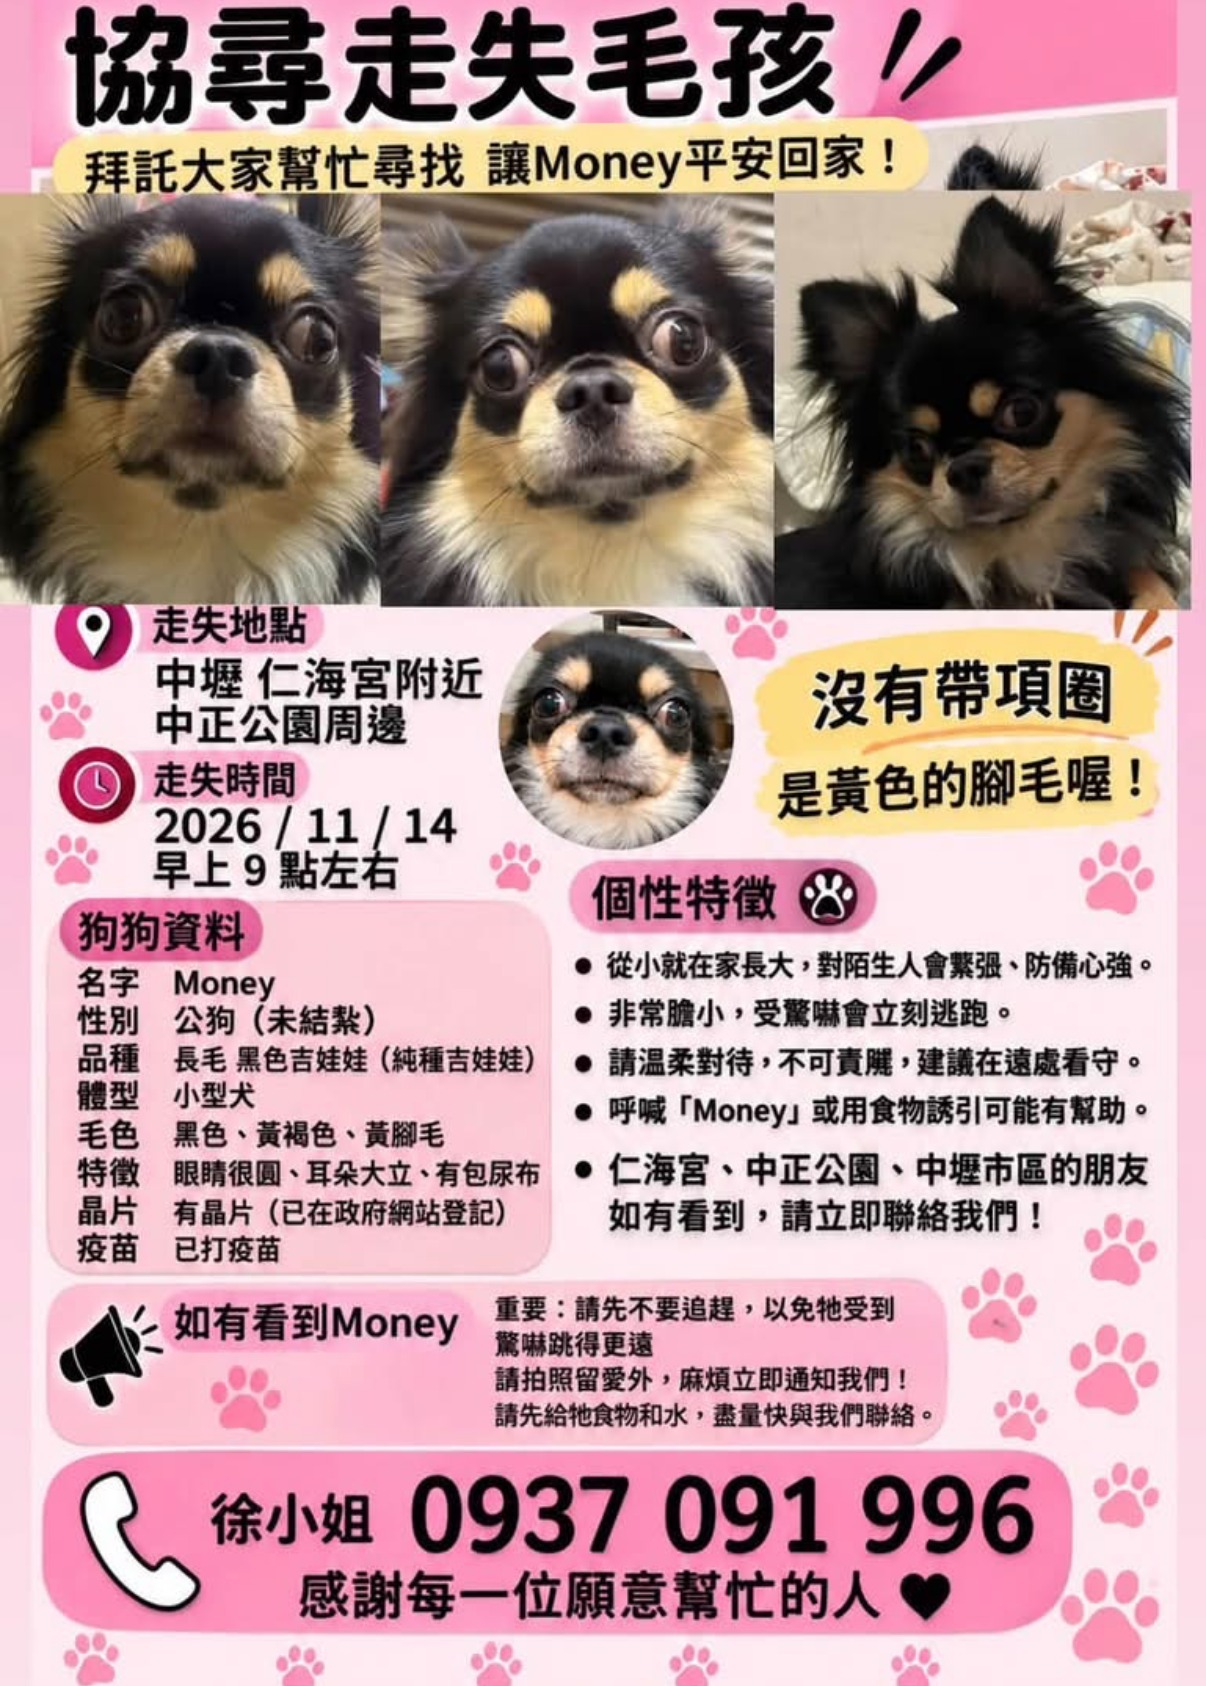 協尋走失毛孩
拜託大家幫忙尋找 讓Money平安回家！
走失地點
中壢 仁海宮附近
中正公園周邊
走失時間
2026 / 11 / 14
早上 9 點左右
沒有帶項圈
是黃色的腳毛喔！
狗狗資料
名字 Money
性別 公狗（未結紮）
品種 長毛 黑色吉娃娃（純種吉娃娃）
體型 小型犬
毛色 黑色、黃褐色、黃腳毛
特徵 眼睛很圓、耳朵大立、有包尿布
晶片 有晶片（已在政府網站登記）
疫苗 已打疫苗
個性特徵
● 從小就在家長大，對陌生人會緊張、防備心強。
● 非常膽小，受驚嚇會立刻逃跑。
● 請溫柔對待，不可責，建議在遠處看守。
● 呼喊「Money」或用食物誘引可能有幫助。
● 仁海宮、中正公園、中壢市區的朋友
如有看到，請立即聯絡我們！
如有看到Money
重要：請先不要追趕，以免牠受到
驚嚇跳得更遠
請拍照留愛外，麻煩立即通知我們！
請先給牠食物和水，盡量快與我們聯絡。
徐小姐 0937 091 996
感謝每一位願意幫忙的人